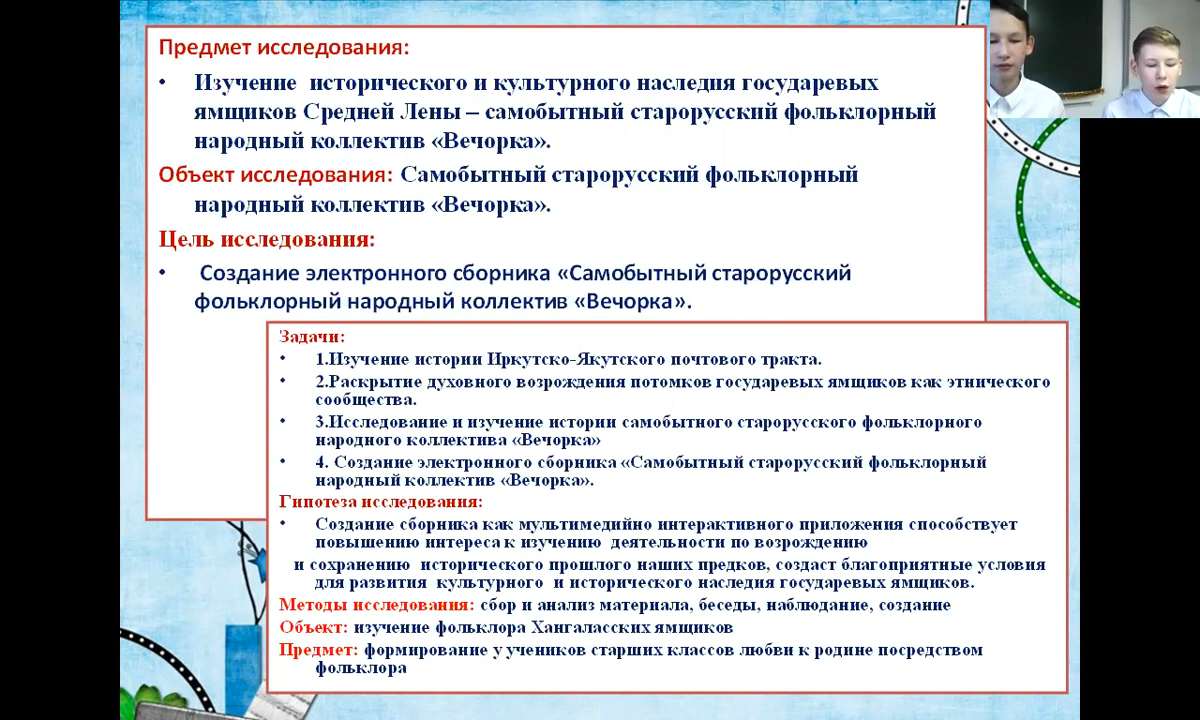 Предмет исследования:
• Изучение исторического и культурного наследия государевых
ямщиков Средней Лены – самобытный старорусский фольклорный
народный коллектив «Вечорка».
Объект исследования: Самобытный старорусский фольклорный
народный коллектив «Вечорка».
Цель исследования:
• Создание электронного сборника «Самобытный старорусский
фольклорный народный коллектив «Вечорка».
Задачи:
• 1.Изучение истории Иркутско-Якутского почтового тракта.
• 2.Раскрытие духовного возрождения потомков государевых ямщиков как этнического
сообщества.
• 3.Исследование и изучение истории самобытного старорусского фольклорного
народного коллектива «Вечорка»
• 4. Создание электронного сборника «Самобытный старорусский фольклорный
народный коллектив «Вечорка».
Гипотеза исследования:
• Создание сборника как мультимедийно интерактивного приложения способствует
повышению интереса к изучению деятельности по возрождению
и сохранению исторического прошлого наших предков, создаст благоприятные условия
для развития культурного и исторического наследия государевых ямщиков.
Методы исследования: сбор и анализ материала, беседы, наблюдание, создание
Объект: изучение фольклора Хангаласских ямщиков
Предмет: формирование у учеников старших классов любви к родине посредством
фольклора